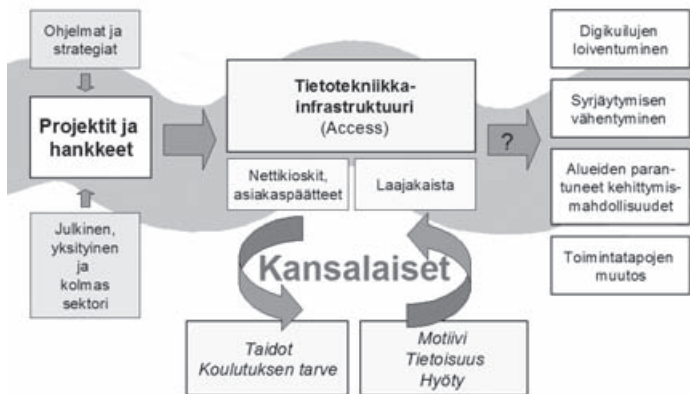 Ohjelmat ja
strategiat
Projektit ja
hankkeet
Julkinen,
yksityinen
ja
kolmas
sektori
Tietotekniikka-
infrastruktuuri
(Access)
Nettikioskit,
asiakaspäätteet
Laajakaista
Kansalaiset
Taidot
Koulutuksen tarve
Motiivi
Tietoisuus
Hyöty
?
Digikuilujen
loiventuminen
Syrjäytymisen
vähentyminen
Alueiden paran-
tuneet kehittymis-
mahdollisuudet
Toimintatapojen
muutos